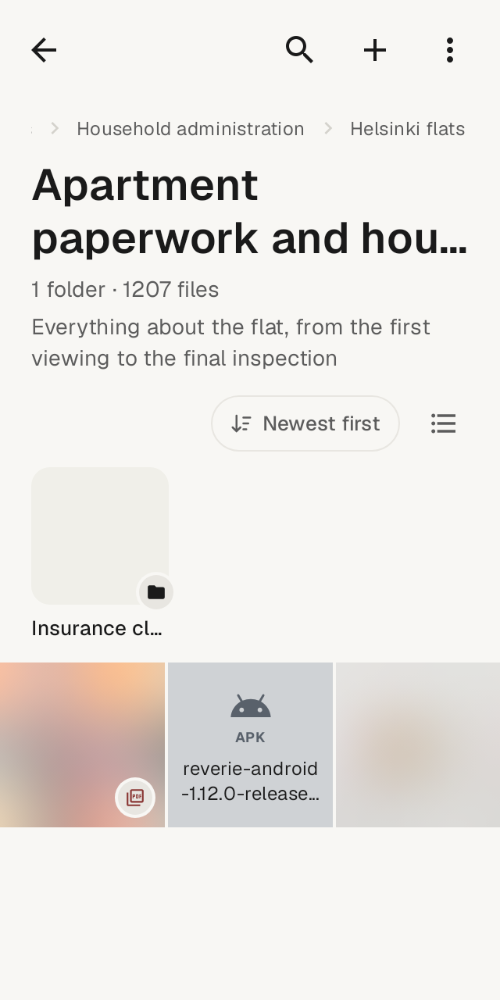 Household administration
Helsinki flats
Apartment
paperwork and hou...
1 folder · 1207 files
Everything about the flat, from the first
viewing to the final inspection
Newest first
Insurance cl...
APK
reverie-android
-1.12.0-release...